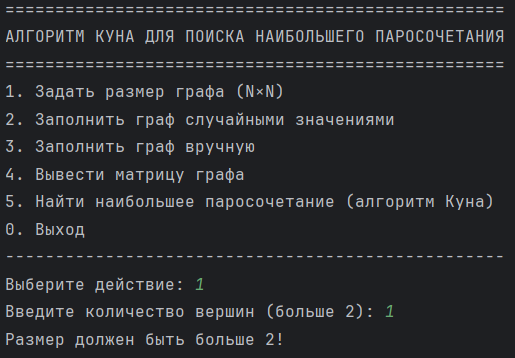 ==================================================
АЛГОРИТМ КУНА ДЛЯ ПОИСКА НАИБОЛЬШЕГО ПАРОСОЧЕТАНИЯ
==================================================
1. Задать размер графа (N×N)
2. Заполнить граф случайными значениями
3. Заполнить граф вручную
4. Вывести матрицу графа
5. Найти наибольшее паросочетание (алгоритм Куна)
0. Выход
--------------------------------------------------
Выберите действие: 1
Введите количество вершин (больше 2): 1
Размер должен быть больше 2!